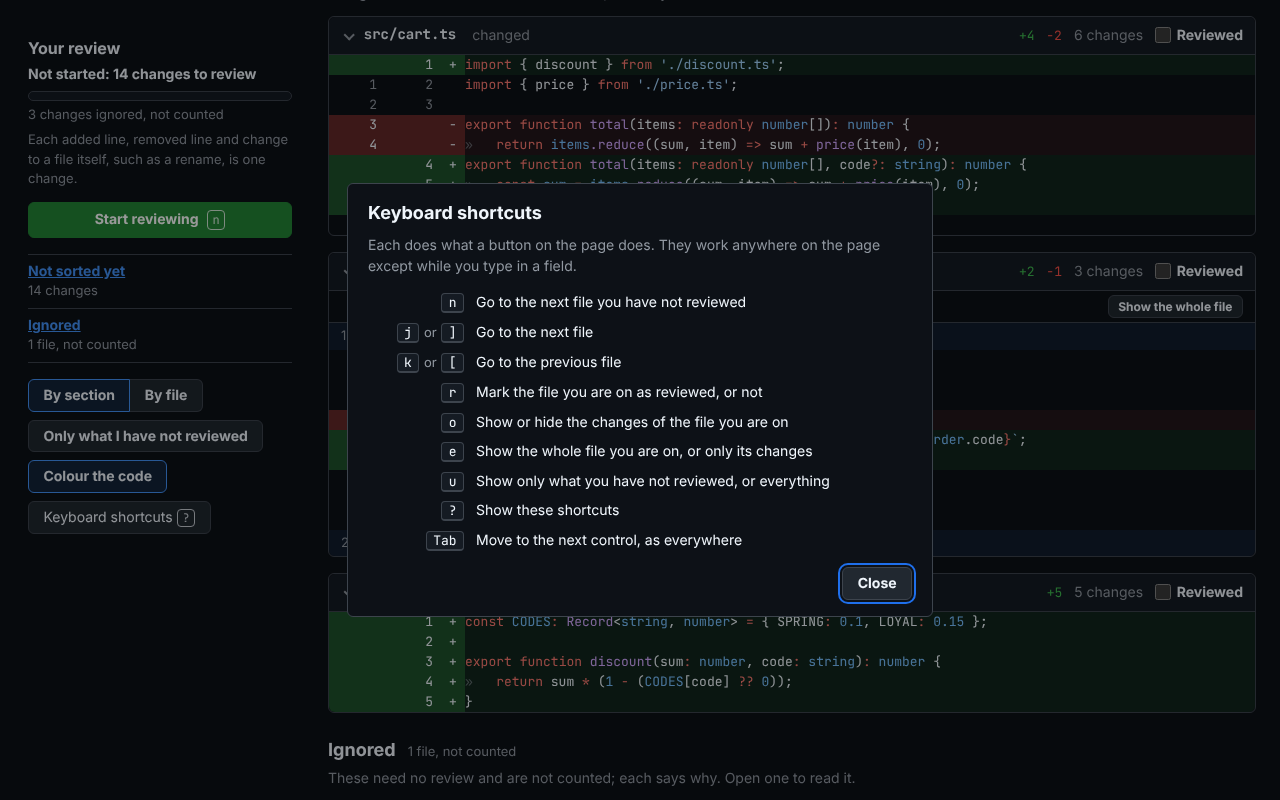 Your review
Not started: 14 changes to review
3 changes ignored, not counted
Each added line, removed line and change
to a file itself, such as a rename, is one
change.
Start reviewing n
Not sorted yet
14 changes
Ignored
1 file, not counted
By section By file
Only what I have not reviewed
Colour the code
Keyboard shortcuts ?
src/cart.ts changed +4 -2 6 changes Reviewed
1 + import { discount } from './discount.ts';
1 2 import { price } from './price.ts';
2 3
3 - export function total(items: readonly number[]): number {
4 - » return items.reduce((sum, item) => sum + price(item), 0);
4 + export function total(items: readonly number[], code?: string): number {
+2 -1 3 changes Reviewed
Show the whole file
rder.code}`;
Keyboard shortcuts
Each does what a button on the page does. They work anywhere on the page
except while you type in a field.
n Go to the next file you have not reviewed
j or ] Go to the next file
k or [ Go to the previous file
r Mark the file you are on as reviewed, or not
o Show or hide the changes of the file you are on
e Show the whole file you are on, or only its changes
u Show only what you have not reviewed, or everything
? Show these shortcuts
Tab Move to the next control, as everywhere
Close
+5 5 changes Reviewed
1 + const CODES: Record<string, number> = { SPRING: 0.1, LOYAL: 0.15 };
2 +
3 + export function discount(sum: number, code: string): number {
4 + » return sum * (1 - (CODES[code] ?? 0));
5 + }
Ignored 1 file, not counted
These need no review and are not counted; each says why. Open one to read it.